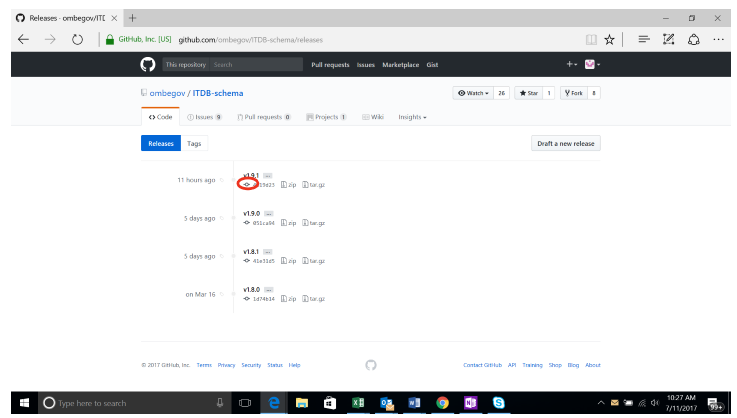 Releases · ombegov/ITD
GitHub, Inc. [US] github.com/ombegov/ITDB-schema/releases
This repository Search Pull requests Issues Marketplace Gist
ombegov / ITDB-schema Watch 26 Star 1 Fork 8
Code Issues 9 Pull requests 0 Projects 1 Wiki Insights
Releases Tags Draft a new release
v1.9.1 ...
11 hours ago zip tar.gz
v1.9.0 ...
5 days ago 051ca94 zip tar.gz
v1.8.1 ...
5 days ago 41e31d5 zip tar.gz
v1.8.0 ...
on Mar 16 1d74b14 zip tar.gz
© 2017 GitHub, Inc. Terms Privacy Security Status Help Contact GitHub API Training Shop Blog About
Type here to search 10:27 AM
7/11/2017
99+